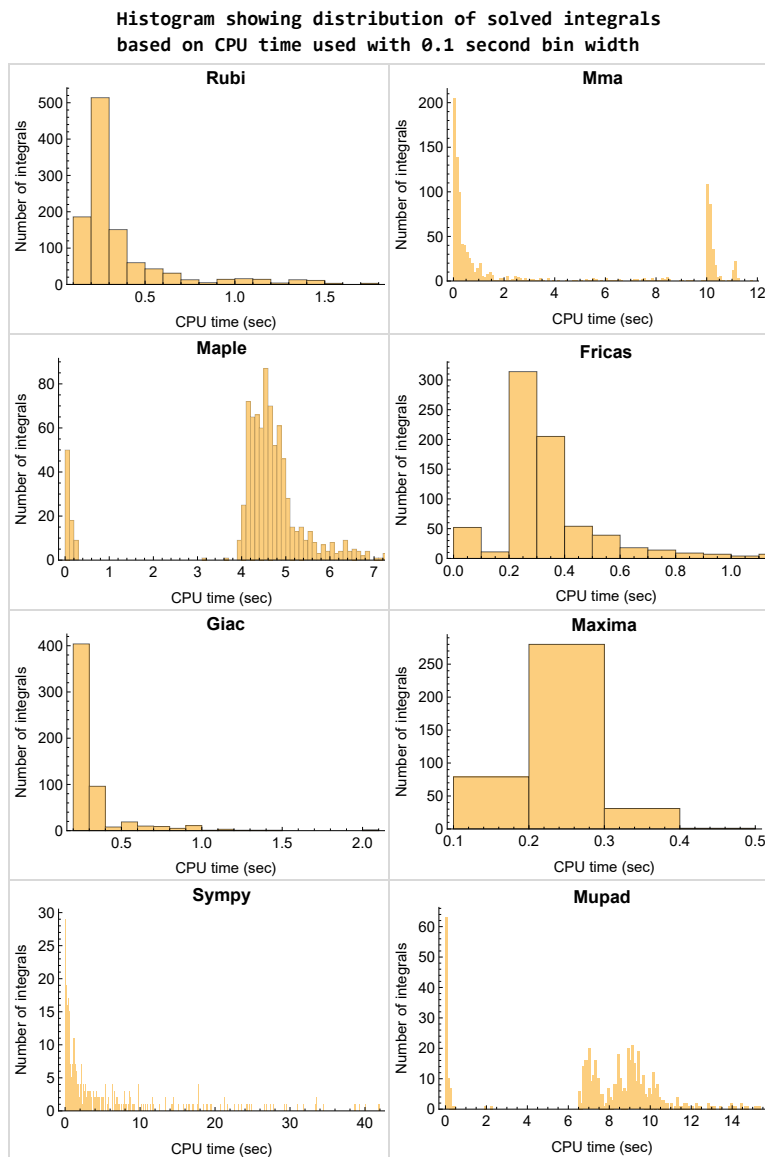 Histogram showing distribution of solved integrals
based on CPU time used with 0.1 second bin width
Rubi
Number of integrals
500
400
300
200
100
0
0.5 1.0 1.5
CPU time (sec)
Mma
Number of integrals
200
150
100
50
0
0 2 4 6 8 10 12
CPU time (sec)
Maple
Number of integrals
80
60
40
20
0
0 1 2 3 4 5 6 7
CPU time (sec)
Fricas
Number of integrals
300
250
200
150
100
50
0
0.0 0.2 0.4 0.6 0.8 1.0
CPU time (sec)
Giac
Number of integrals
400
300
200
100
0
0.5 1.0 1.5 2.0
CPU time (sec)
Maxima
Number of integrals
250
200
150
100
50
0
0.1 0.2 0.3 0.4 0.5
CPU time (sec)
Sympy
Number of integrals
30
25
20
15
10
5
0
0 10 20 30 40
CPU time (sec)
Mupad
Number of integrals
60
50
40
30
20
10
0
0 2 4 6 8 10 12 14
CPU time (sec)